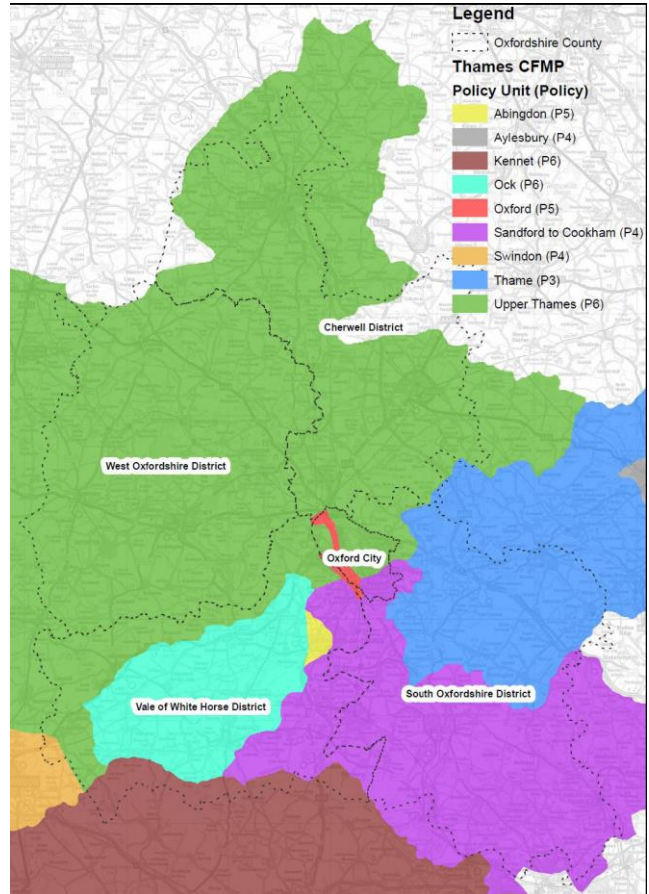 Legend
Oxfordshire County
Thames CFMP
Policy Unit (Policy)
Abingdon (P5)
Aylesbury (P4)
Kennet (P6)
Ock (P6)
Oxford (P5)
Sandford to Cookham (P4)
Swindon (P4)
Thame (P3)
Upper Thames (P6)
Cherwell District
West Oxfordshire District
Oxford City
South Oxfordshire District
Vale of White Horse District